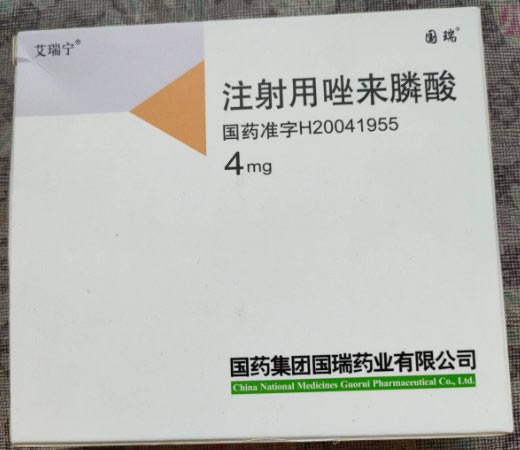 艾瑞宁®
国瑞®
注射用唑来膦酸
国药准字H20041955
4mg
国药集团国瑞药业有限公司
China National Medicines Guorui Pharmaceutical Co., Ltd.